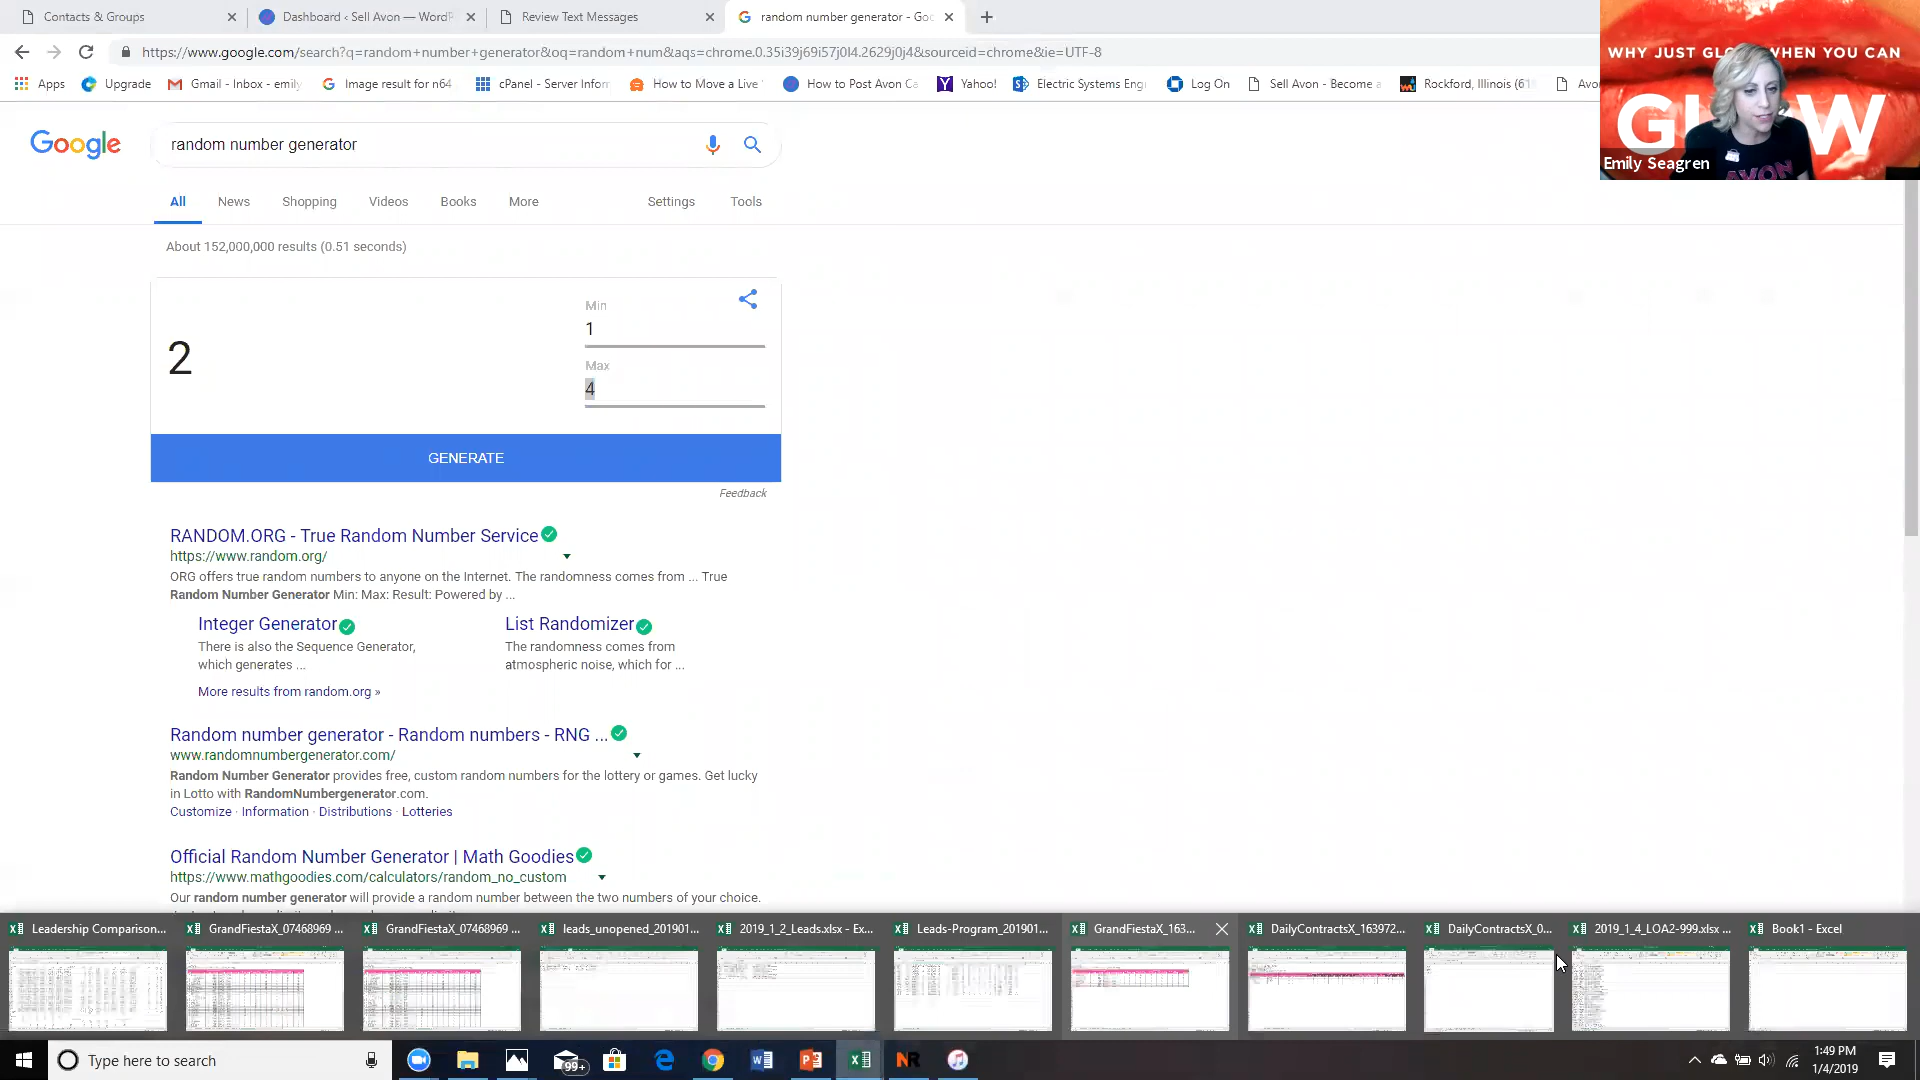 Contacts & Groups
Dashboard ‹ Sell Avon — WordP
Review Text Messages
random number generator - Goo
https://www.google.com/search?q=random+number+generator&oq=random+num&aqs=chrome.0.35i39j69i57j0l4.2629j0j4&sourceid=chrome&ie=UTF-8
Apps
Upgrade
Gmail - Inbox - emily
Image result for n64
cPanel - Server Inforn
How to Move a Live
How to Post Avon Ca
Yahoo!
Electric Systems Eng
Log On
Sell Avon - Become a
Rockford, Illinois (61
Avo
WHY JUST GLO WHEN YOU CAN
GL W
AVON
Emily Seagren
Google
random number generator
All
News
Shopping
Videos
Books
More
Settings
Tools
About 152,000,000 results (0.51 seconds)
2
Min
1
Max
4
GENERATE
Feedback
RANDOM.ORG - True Random Number Service
https://www.random.org/
ORG offers true random numbers to anyone on the Internet. The randomness comes from ... True
Random Number Generator Min: Max: Result: Powered by ...
Integer Generator
There is also the Sequence Generator,
which generates ...
List Randomizer
The randomness comes from
atmospheric noise, which for ...
More results from random.org »
Random number generator - Random numbers - RNG ...
www.randomnumbergenerator.com/
Random Number Generator provides free, custom random numbers for the lottery or games. Get lucky
in Lotto with RandomNumbergenerator.com.
Customize · Information · Distributions · Lotteries
Official Random Number Generator | Math Goodies
https://www.mathgoodies.com/calculators/random_no_custom
Our random number generator will provide a random number between the two numbers of your choice.
Leadership Comparison...
GrandFiestaX_07468969 ...
GrandFiestaX_07468969 ...
leads_unopened_201901...
2019_1_2_Leads.xlsx - Ex...
Leads-Program_201901...
GrandFiestaX_163...
DailyContractsX_163972...
DailyContractsX_0...
2019_1_4_LOA2-999.xlsx ...
Book1 - Excel
Type here to search
99+
NR
1:49 PM
1/4/2019